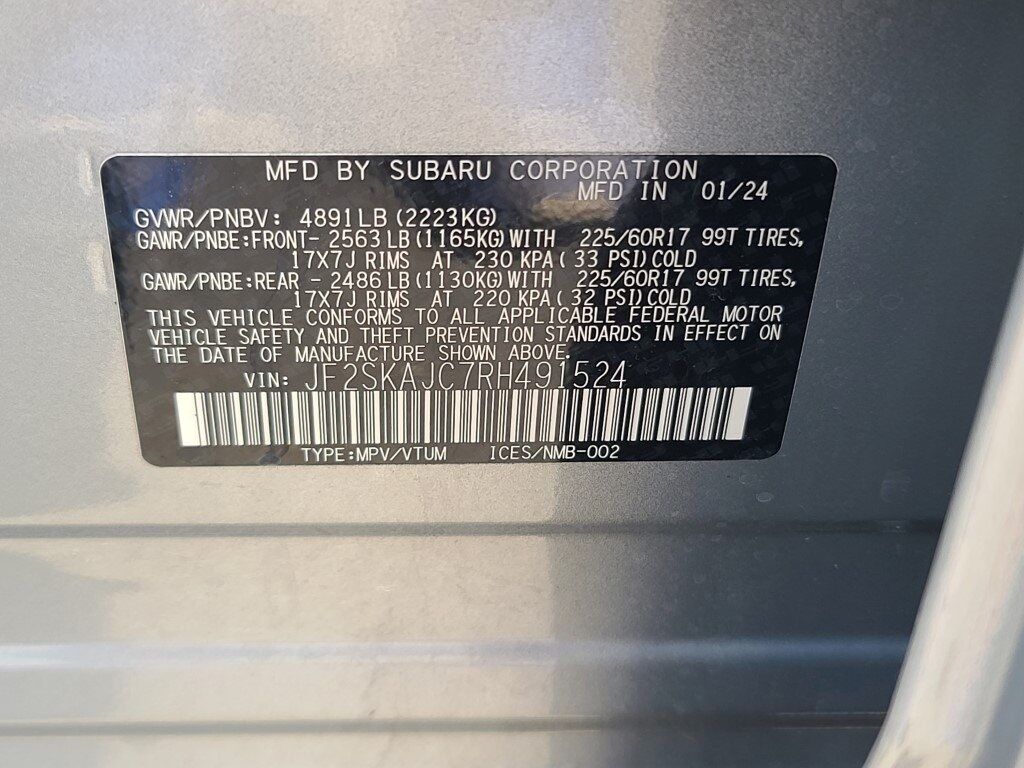 MFD BY SUBARU CORPORATION
MFD IN 01/24
GVWR/PNBV: 4891LB (2223KG)
GAWR/PNBE:FRONT- 2563 LB (1165KG) WITH 225/60R17 99T TIRES,
17X7J RIMS AT 230 KPA ( 33 PSI) COLD
GAWR/PNBE:REAR - 2486 LB (1130KG) WITH 225/60R17 99T TIRES,
17X7J RIMS AT 220 KPA ( 32 PSI) COLD
THIS VEHICLE CONFORMS TO ALL APPLICABLE FEDERAL MOTOR
VEHICLE SAFETY AND THEFT PREVENTION STANDARDS IN EFFECT ON
THE DATE OF MANUFACTURE SHOWN ABOVE.
VIN: JF2SKAJC7RH491524
TYPE:MPV/VTUM ICES/NMB-002